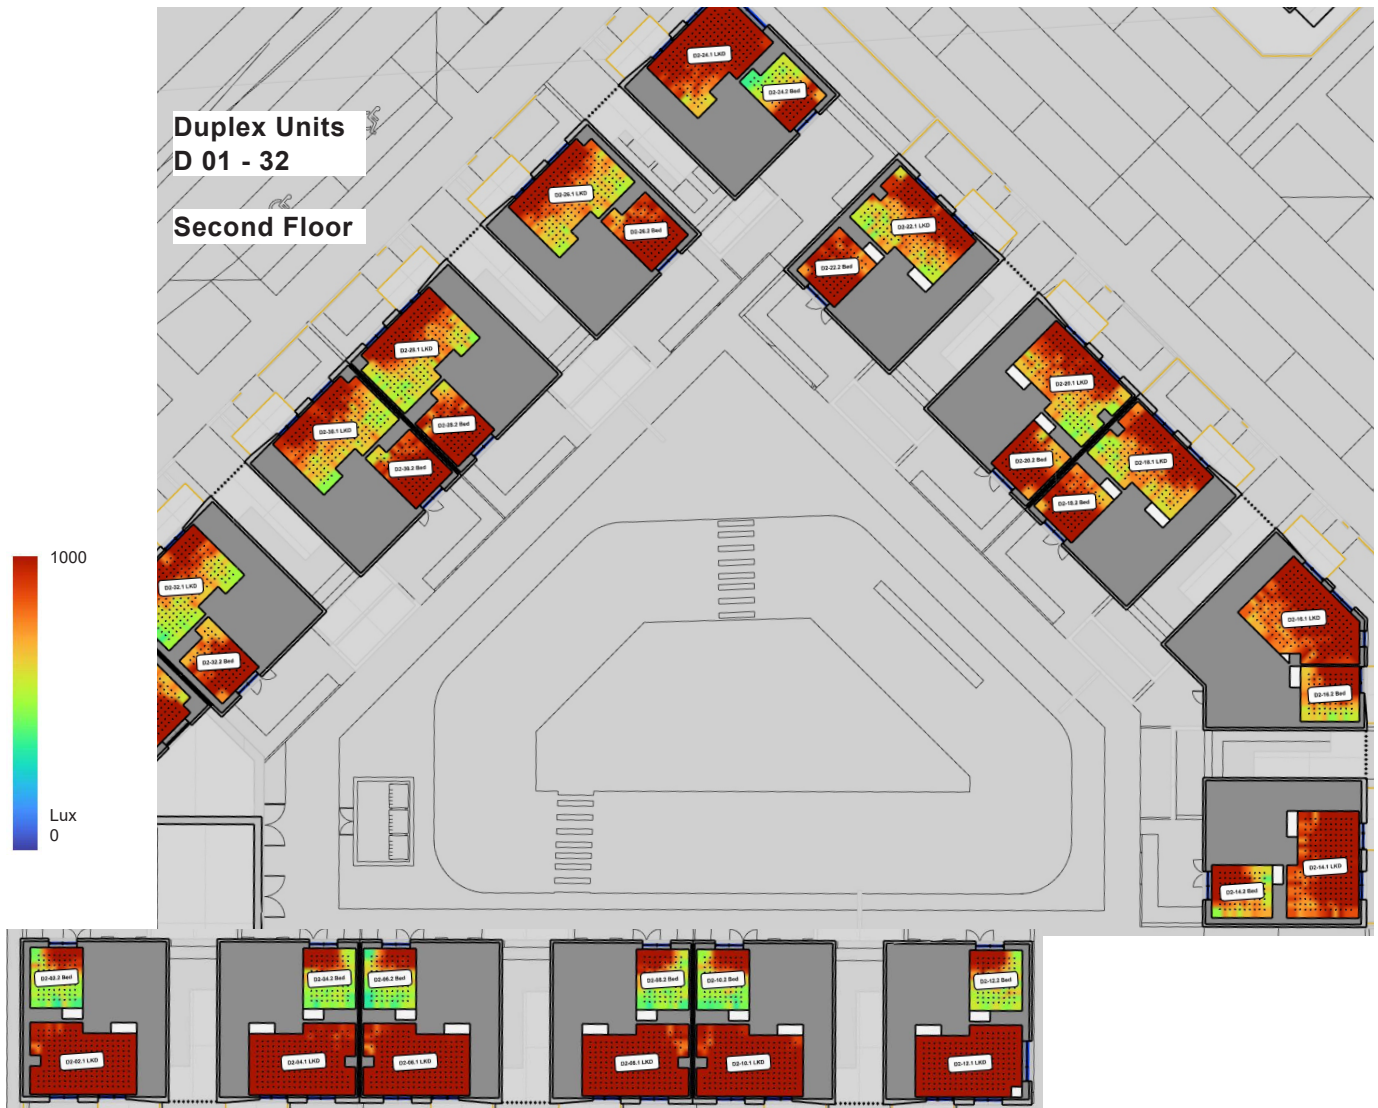 D2-24.1 LKD
D2-24.2 Bed
Duplex Units
D 01 - 32
Second Floor
D2-26.1 LKD
D2-26.2 Bed
D2-22.1 LKD
D2-22.2 Bed
D2-28.1 LKD
D2-28.2 Bed
D2-30.1 LKD
D2-30.2 Bed
D2-20.1 LKD
D2-20.2 Bed
D2-18.1 LKD
D2-18.2 Bed
D2-32.1 LKD
D2-32.2 Bed
D2-16.1 LKD
D2-16.2 Bed
1000
Lux
0
D2-14.1 LKD
D2-14.2 Bed
D2-02.2 Bed
D2-04.2 Bed
D2-06.2 Bed
D2-08.2 Bed
D2-10.2 Bed
D2-12.2 Bed
D2-02.1 LKD
D2-04.1 LKD
D2-06.1 LKD
D2-08.1 LKD
D2-10.1 LKD
D2-12.1 LKD